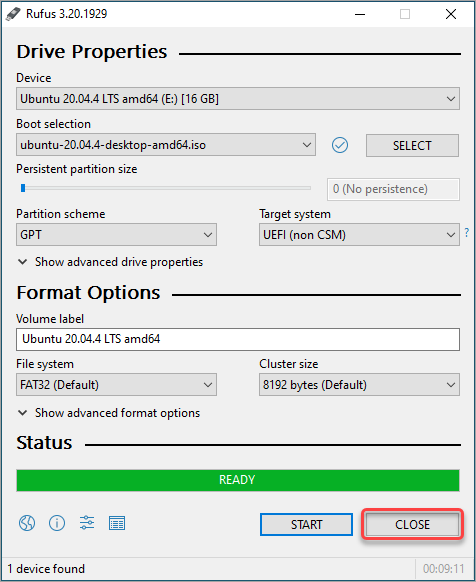 Rufus 3.20.1929
Drive Properties
Device
Ubuntu 20.04.4 LTS amd64 (E:) [16 GB]
Boot selection
ubuntu-20.04.4-desktop-amd64.iso
SELECT
Persistent partition size
0 (No persistence)
Partition scheme
Target system
GPT
UEFI (non CSM)
?
Show advanced drive properties
Format Options
Volume label
Ubuntu 20.04.4 LTS amd64
File system
Cluster size
FAT32 (Default)
8192 bytes (Default)
Show advanced format options
Status
READY
START
CLOSE
1 device found
00:09:11